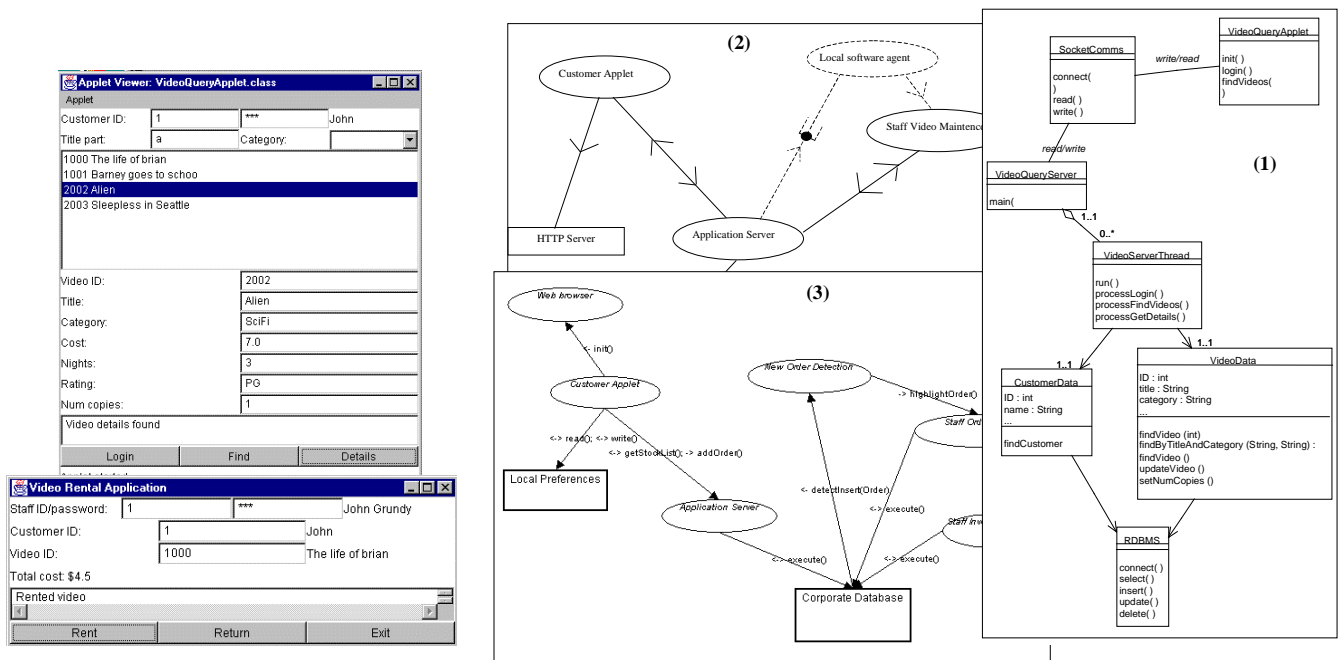 Applet Viewer: VideoQueryApplet.class
Applet
Customer ID: 1 *** John
Title part: a Category:
1000 The life of brian
1001 Barney goes to schoo
2002 Alien
2003 Sleepless in Seattle
Video ID: 2002
Title: Alien
Category: SciFi
Cost: 7.0
Nights: 3
Rating: PG
Num copies: 1
Video details found
Login Find Details
Video Rental Application
Staff ID/password: 1 *** John Grundy
Customer ID: 1 John
Video ID: 1000 The life of brian
Total cost: $4.5
Rented video
Rent Return Exit
(2)
Customer Applet
Local software agent
Staff Video Maintenc
HTTP Server
Application Server
(3)
Web browser
<- init()
Customer Applet
New Order Detection
-> highlightOrder()
Staff Ord
<-> read(); <-> write()
<-> getStockList(); -> addOrder()
Local Preferences
<- detectInsert(Order)
<-> execute()
Application Server
Staff Inv
<-> execute()
<-> execute()
Corporate Database
(1)
VideoQueryApplet
init( )
login( )
findVideos(
)
SocketComms
connect(
)
read( )
write( )
write/read
read/write
VideoQueryServer
main(
1..1
0..*
VideoServerThread
run( )
processLogin( )
processFindVideos( )
processGetDetails( )
1..1
1..1
CustomerData
ID : int
name : String
...
findCustomer
VideoData
ID : int
title : String
category : String
...
findVideo (int)
findByTitleAndCategory (String, String) :
findVideo ()
updateVideo ()
setNumCopies ()
RDBMS
connect( )
select( )
insert( )
update( )
delete( )